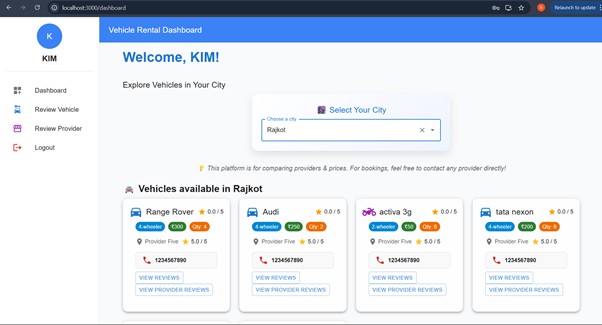 localhost:3000/dashboard
Relaunch to update
K
KIM
Dashboard
Review Vehicle
Review Provider
Logout
Vehicle Rental Dashboard
Welcome, KIM!
Explore Vehicles in Your City
Select Your City
Choose a city
Rajkot
This platform is for comparing providers & prices. For bookings, feel free to contact any provider directly!
Vehicles available in Rajkot
Range Rover 0.0 / 5
4-wheeler ₹300 Qty: 4
Provider Five 5.0 / 5
1234567890
VIEW REVIEWS
VIEW PROVIDER REVIEWS
Audi 0.0 / 5
4-wheeler ₹250 Qty: 2
Provider Five 5.0 / 5
1234567890
VIEW REVIEWS
VIEW PROVIDER REVIEWS
activa 3g 0.0 / 5
2-wheeler ₹50 Qty: 6
Provider Five 5.0 / 5
1234567890
VIEW REVIEWS
VIEW PROVIDER REVIEWS
tata nexon 0.0 / 5
4-wheeler ₹200 Qty: 6
Provider Five 5.0 / 5
1234567890
VIEW REVIEWS
VIEW PROVIDER REVIEWS